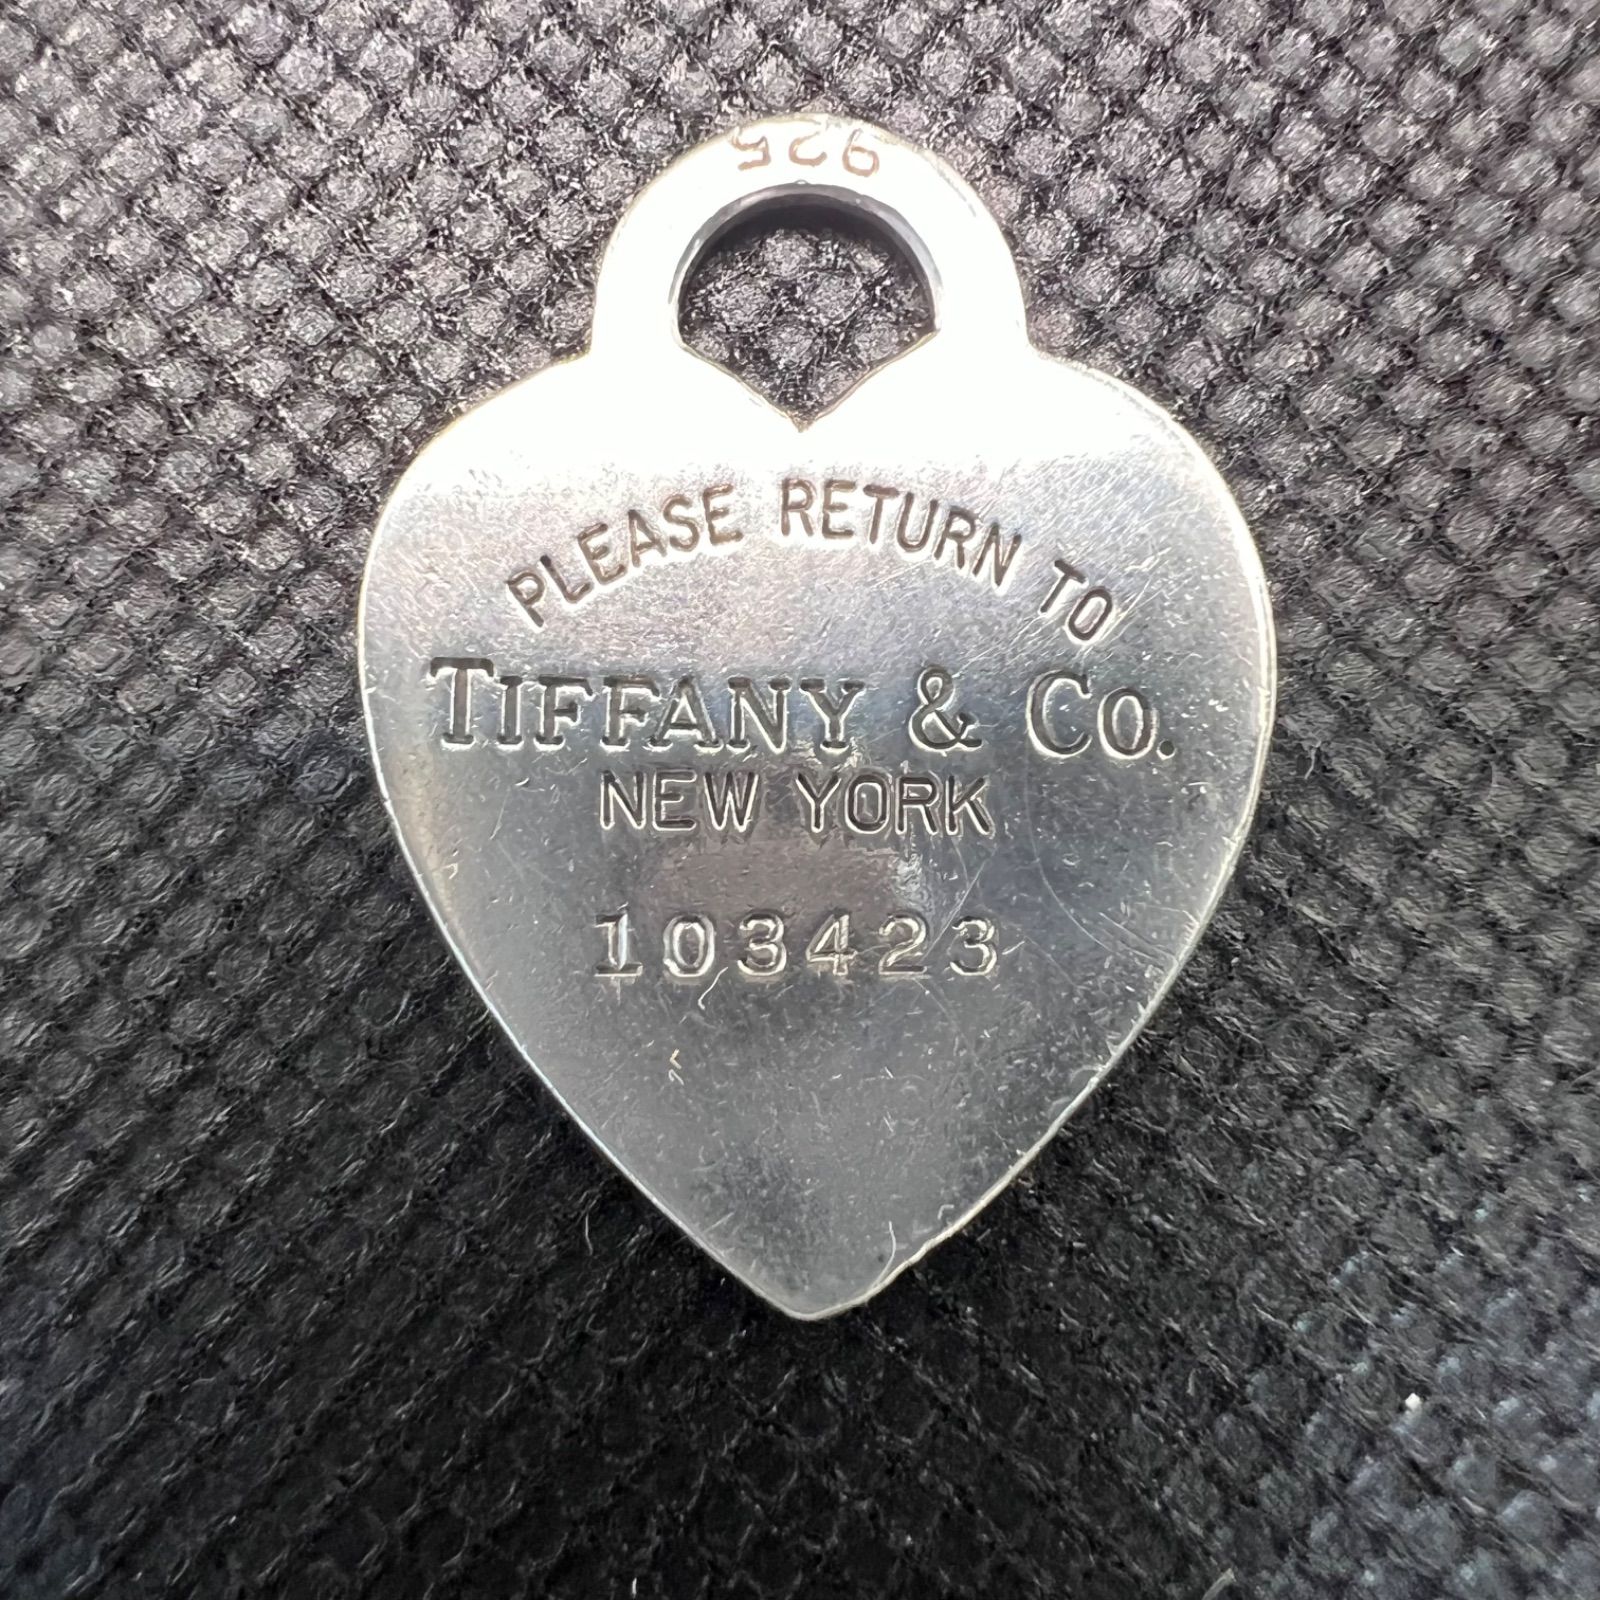 925
PLEASE RETURN TO
TIFFANY & CO.
NEW YORK
103423